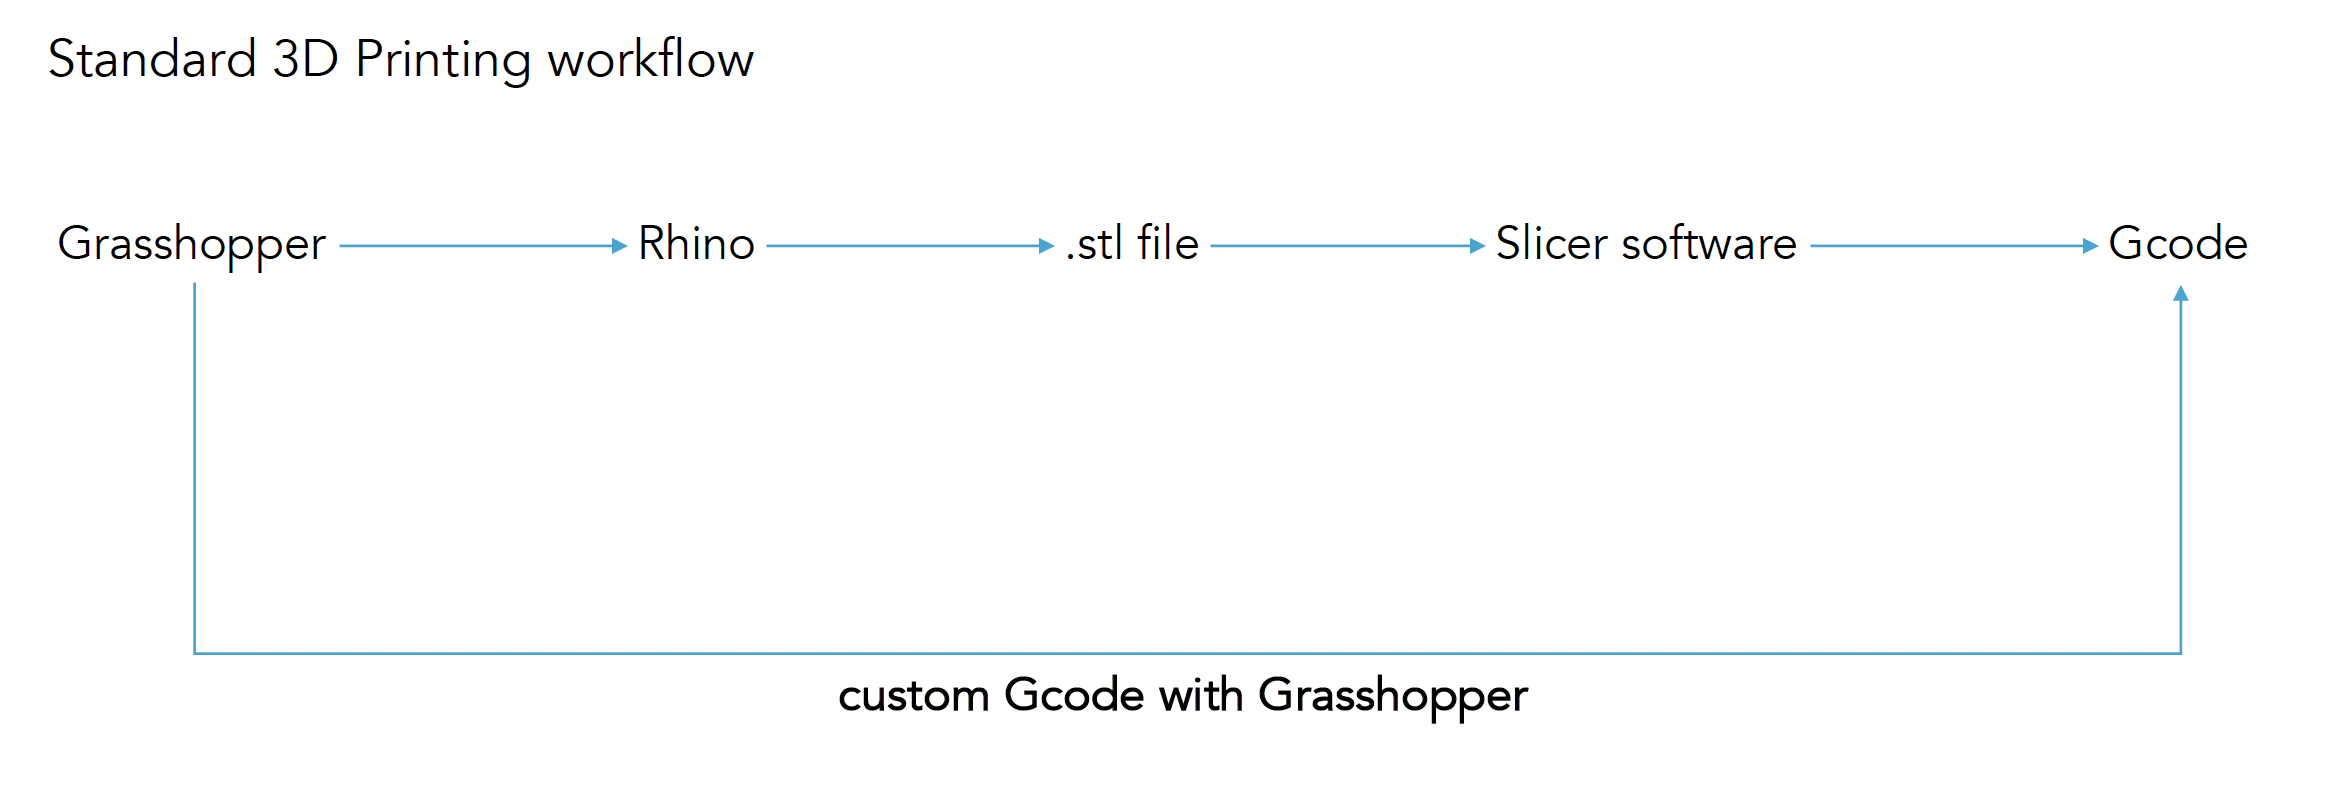 Standard 3D Printing workflow
Grasshopper Rhino .stl file Slicer software Gcode
custom Gcode with Grasshopper